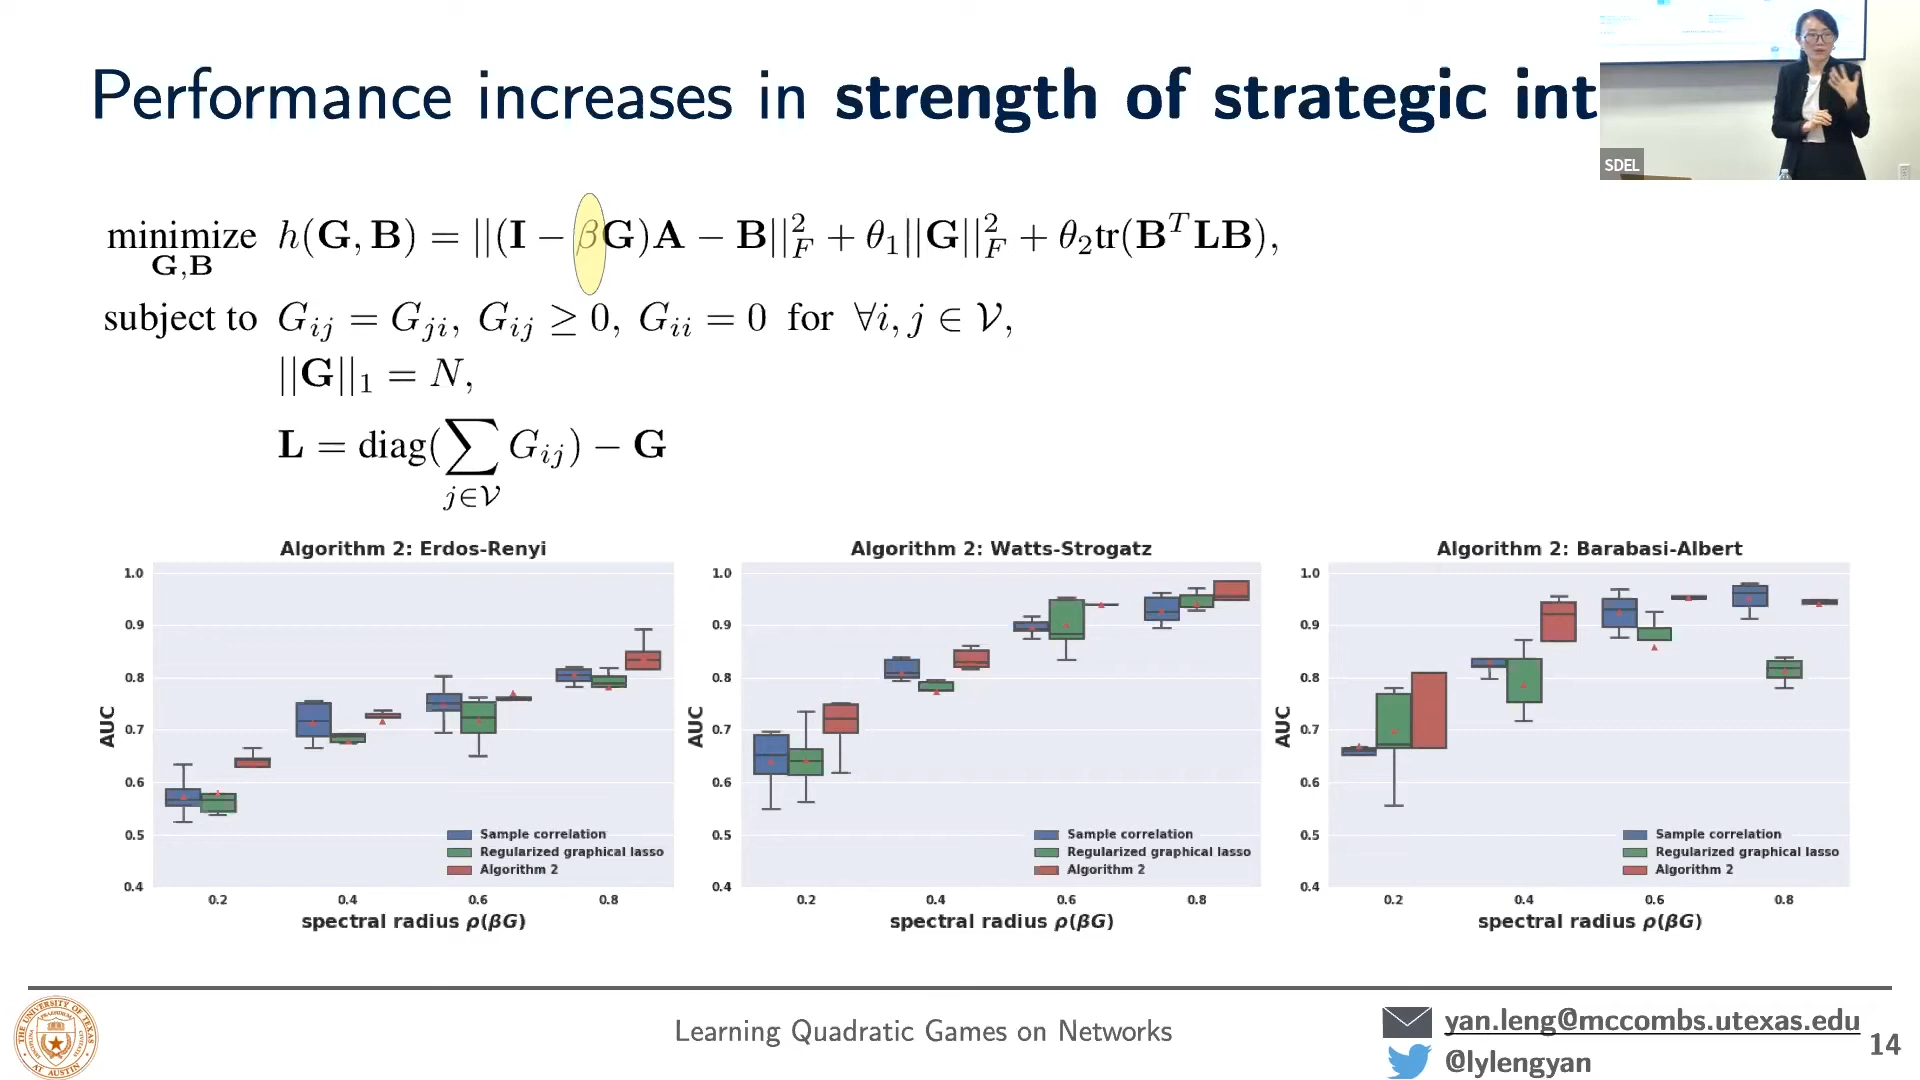 Performance increases in strength of strategic int
SDEL
minimize h(G, B) = ||(I − βG)A − B||²_F + θ₁||G||²_F + θ₂tr(BᵀLB),
G,B
subject to G_ij = G_ji, G_ij ≥ 0, G_ii = 0 for ∀i, j ∈ V,
||G||₁ = N,
L = diag(∑ G_ij) − G
j∈V
Algorithm 2: Erdos-Renyi
1.0
0.9
0.8
0.7
0.6
0.5
0.4
AUC
Sample correlation
Regularized graphical lasso
Algorithm 2
0.2 0.4 0.6 0.8
spectral radius ρ(βG)
Algorithm 2: Watts-Strogatz
1.0
0.9
0.8
0.7
0.6
0.5
0.4
AUC
Sample correlation
Regularized graphical lasso
Algorithm 2
0.2 0.4 0.6 0.8
spectral radius ρ(βG)
Algorithm 2: Barabasi-Albert
1.0
0.9
0.8
0.7
0.6
0.5
0.4
AUC
Sample correlation
Regularized graphical lasso
Algorithm 2
0.2 0.4 0.6 0.8
spectral radius ρ(βG)
THE UNIVERSITY OF TEXAS
AT AUSTIN
Learning Quadratic Games on Networks
yan.leng@mccombs.utexas.edu
@lylengyan
14